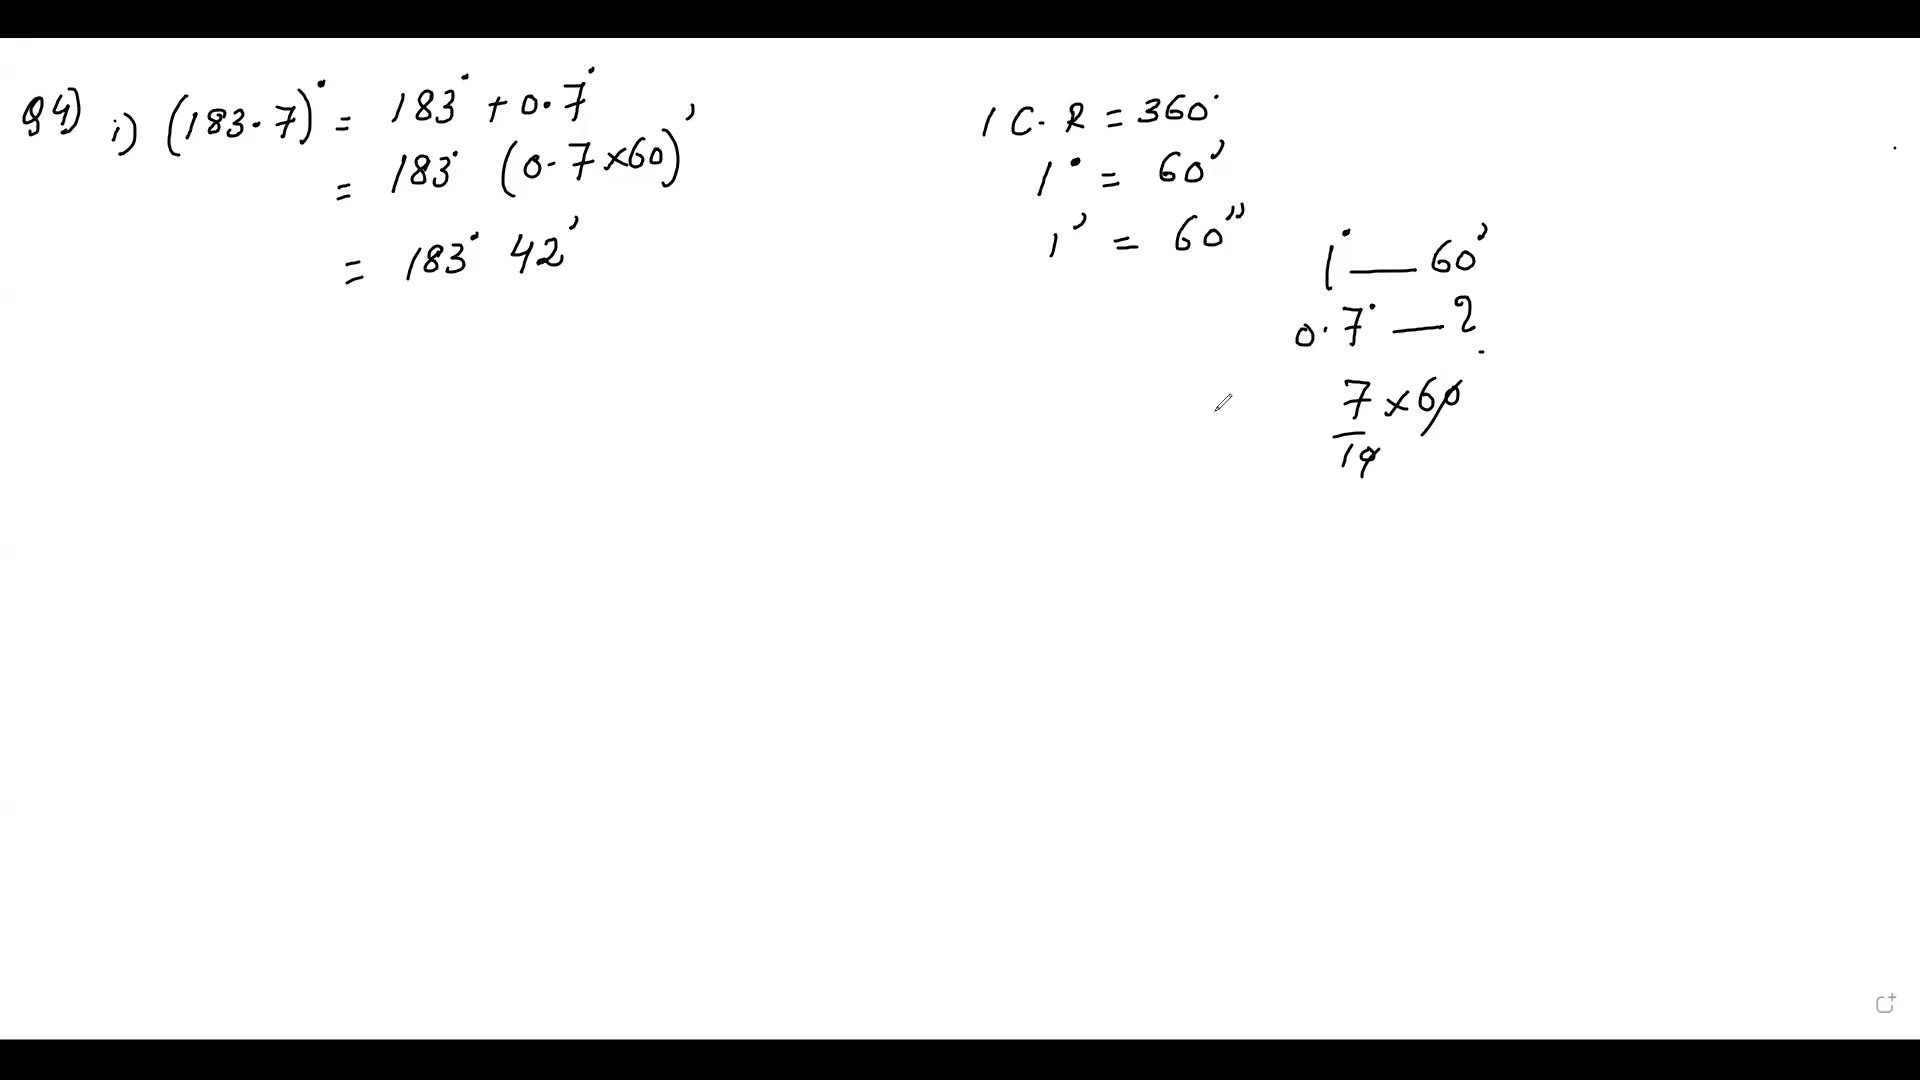 Q4) i) (183.7)° = 183° + 0.7°
= 183° (0.7×60)'
= 183° 42'
1 C.R = 360°
1° = 60'
1' = 60''
1° — 60'
0.7° — ?
7 × 60
10